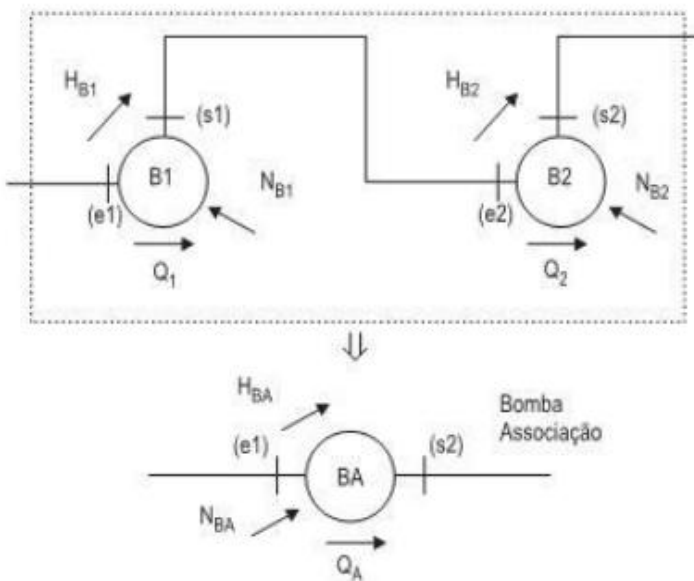 H_B1
(s1)
B1
N_B1
(e1)
Q_1
H_B2
(s2)
B2
N_B2
(e2)
Q_2
H_BA
Bomba
Associação
(e1)
(s2)
BA
N_BA
Q_A